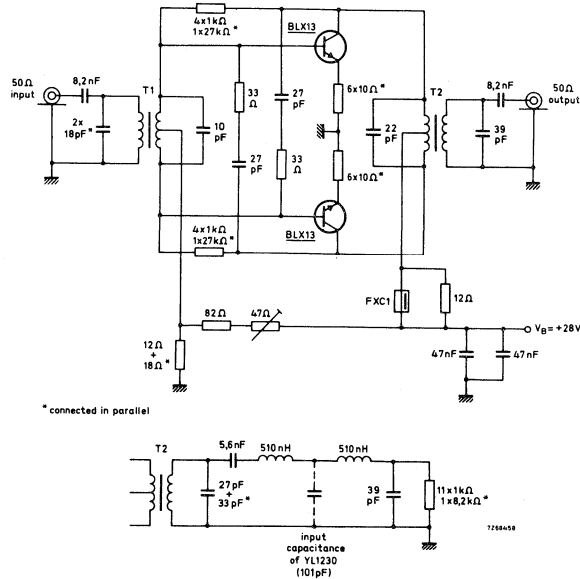 4x1kΩ
1x27kΩ*
BLX13
50Ω
input
8,2nF
T1
2x
18pF*
10
pF
33
Ω
27
pF
27
pF
33
Ω
6x10Ω*
6x10Ω*
22
pF
T2
8,2nF
50Ω
output
39
pF
4x1kΩ
1x27kΩ*
BLX13
82Ω
47Ω
FXC1
12Ω
V_B = +28V
47nF
47nF
12Ω
+
18Ω*
*connected in parallel
T2
5,6nF
510nH
510nH
27pF
+
33pF*
39
pF
11x1kΩ
1x8,2kΩ*
input
capacitance
of YL1230
(101pF)
7Z68458